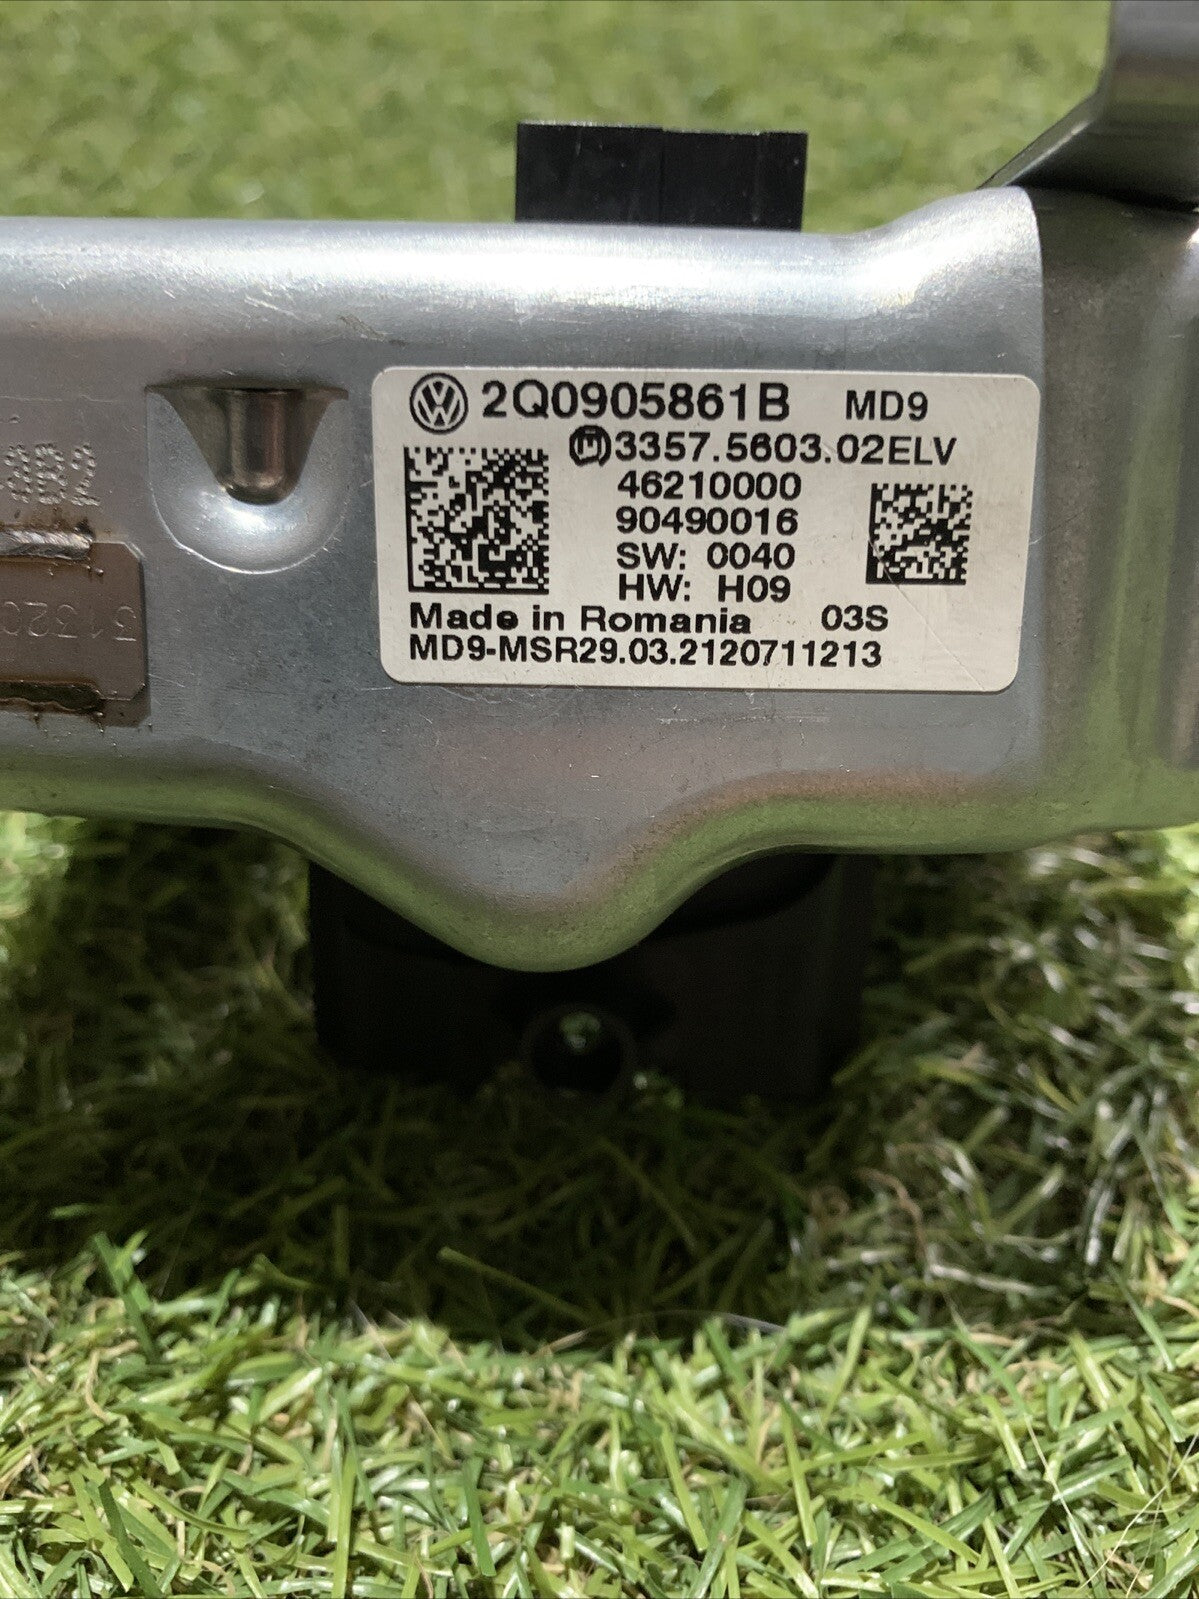 2Q0905861B MD9
3357.5603.02ELV
46210000
90490016
SW: 0040
HW: H09
Made in Romania 03S
MD9-MSR29.03.2120711213